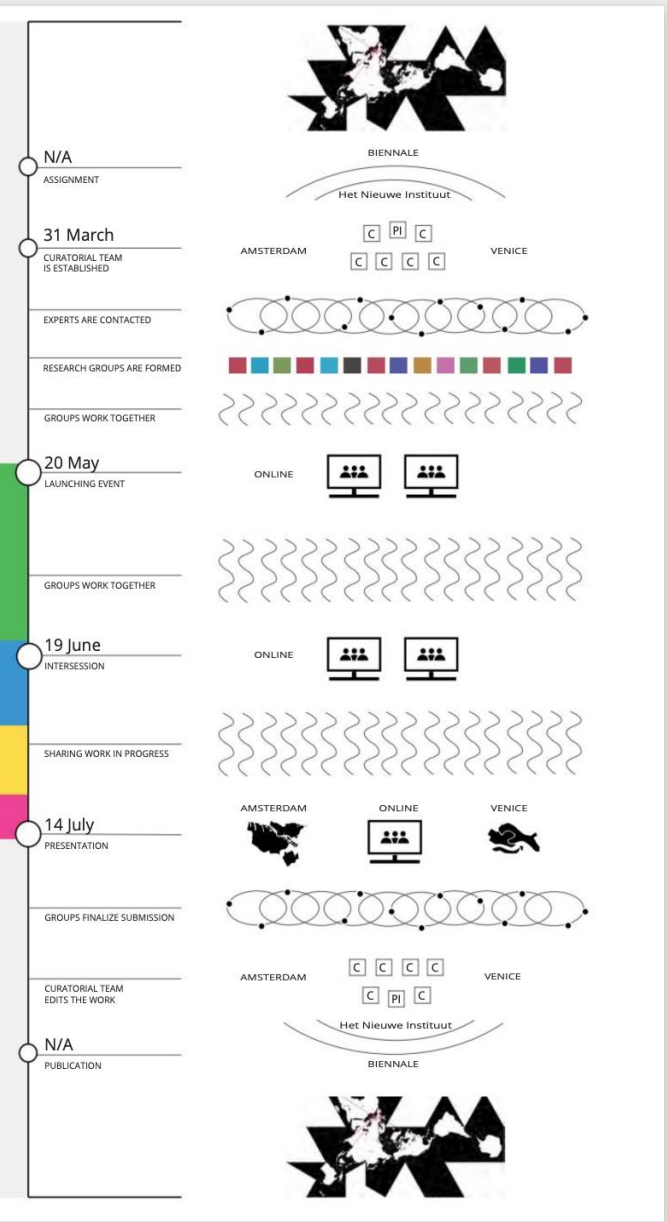 BIENNALE
N/A
ASSIGNMENT
Het Nieuwe Instituut
31 March
C PI C
AMSTERDAM
VENICE
CURATORIAL TEAM
IS ESTABLISHED
C C C C
EXPERTS ARE CONTACTED
RESEARCH GROUPS ARE FORMED
GROUPS WORK TOGETHER
20 May
ONLINE
LAUNCHING EVENT
GROUPS WORK TOGETHER
19 June
ONLINE
INTERSESSION
SHARING WORK IN PROGRESS
AMSTERDAM
ONLINE
VENICE
14 July
PRESENTATION
GROUPS FINALIZE SUBMISSION
C C C C
AMSTERDAM
VENICE
CURATORIAL TEAM
EDITS THE WORK
C PI C
Het Nieuwe Instituut
N/A
PUBLICATION
BIENNALE